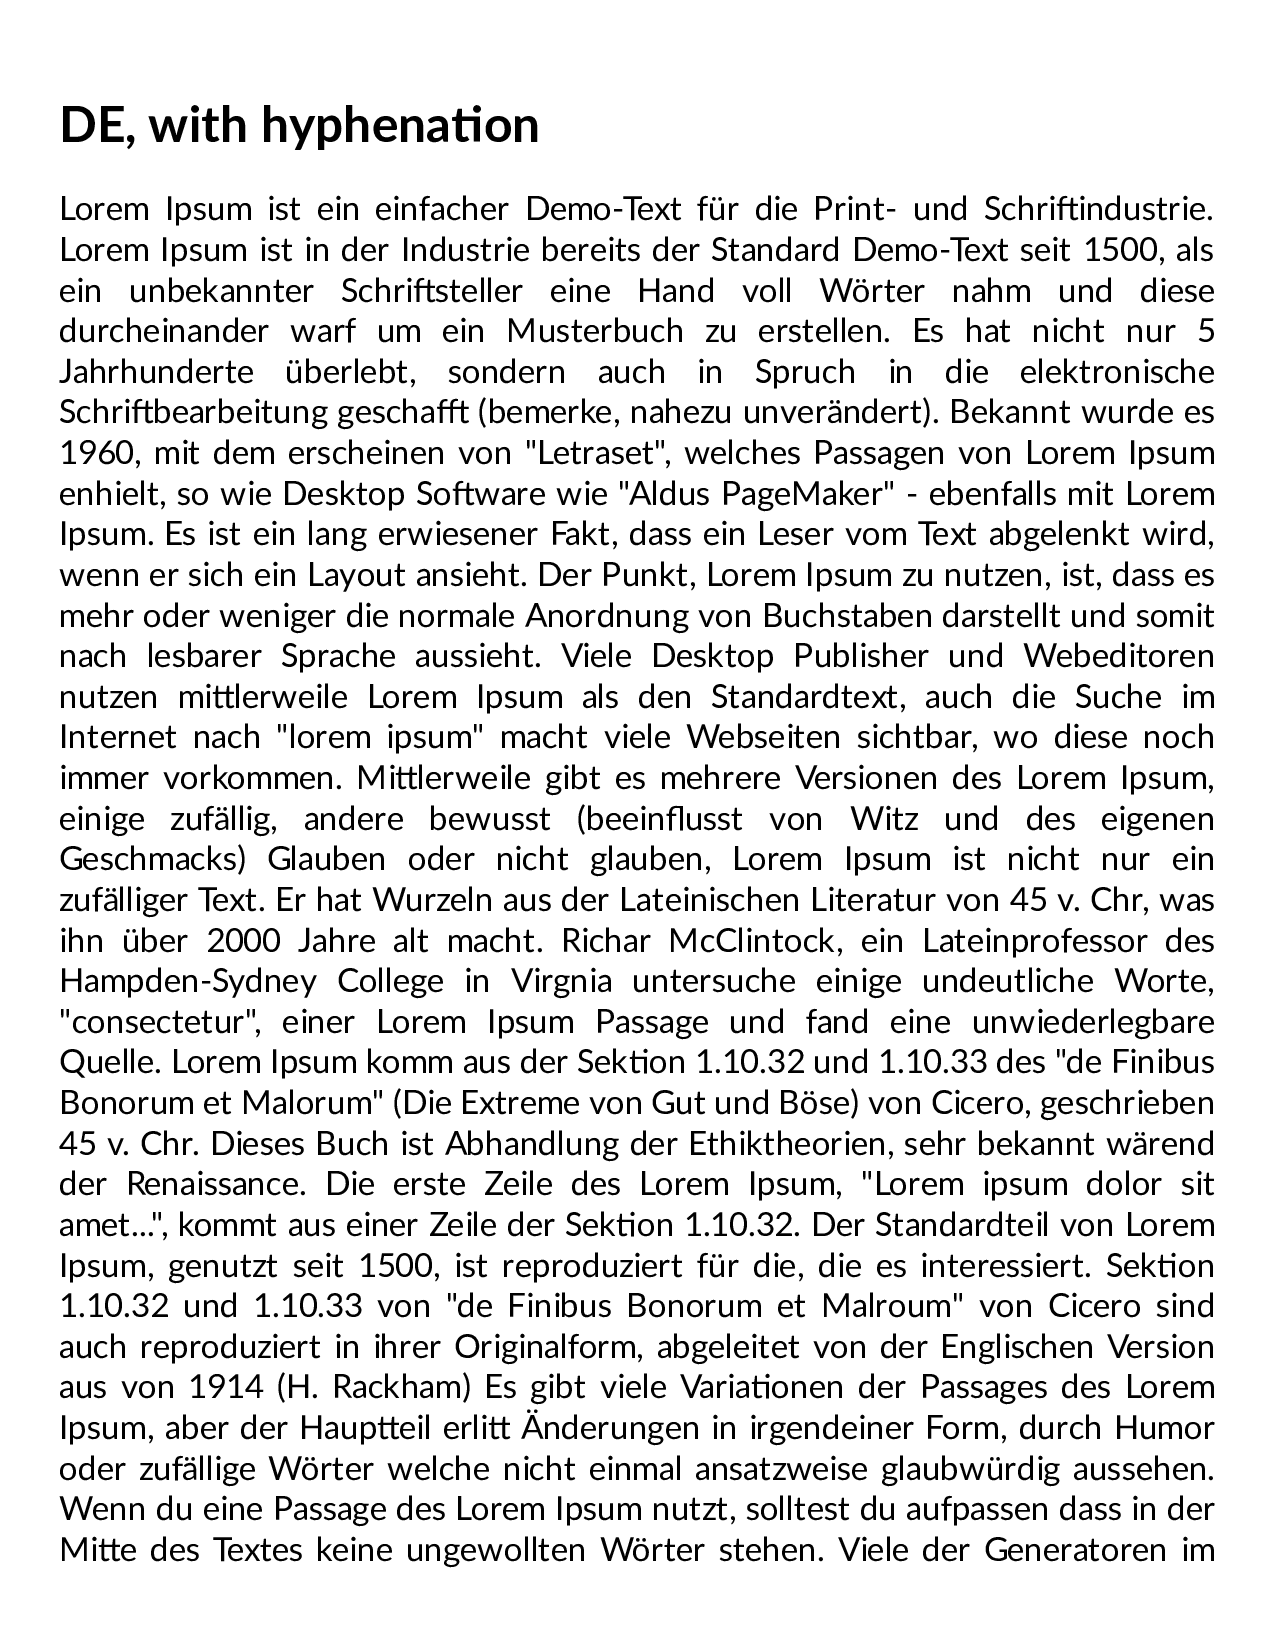 DE, with hyphenation
Lorem Ipsum ist ein einfacher Demo-Text für die Print- und Schriftindustrie.
Lorem Ipsum ist in der Industrie bereits der Standard Demo-Text seit 1500, als
ein unbekannter Schriftsteller eine Hand voll Wörter nahm und diese
durcheinander warf um ein Musterbuch zu erstellen. Es hat nicht nur 5
Jahrhunderte überlebt, sondern auch in Spruch in die elektronische
Schriftbearbeitung geschafft (bemerke, nahezu unverändert). Bekannt wurde es
1960, mit dem erscheinen von "Letraset", welches Passagen von Lorem Ipsum
enhielt, so wie Desktop Software wie "Aldus PageMaker" - ebenfalls mit Lorem
Ipsum. Es ist ein lang erwiesener Fakt, dass ein Leser vom Text abgelenkt wird,
wenn er sich ein Layout ansieht. Der Punkt, Lorem Ipsum zu nutzen, ist, dass es
mehr oder weniger die normale Anordnung von Buchstaben darstellt und somit
nach lesbarer Sprache aussieht. Viele Desktop Publisher und Webeditoren
nutzen mittlerweile Lorem Ipsum als den Standardtext, auch die Suche im
Internet nach "lorem ipsum" macht viele Webseiten sichtbar, wo diese noch
immer vorkommen. Mittlerweile gibt es mehrere Versionen des Lorem Ipsum,
einige zufällig, andere bewusst (beeinflusst von Witz und des eigenen
Geschmacks) Glauben oder nicht glauben, Lorem Ipsum ist nicht nur ein
zufälliger Text. Er hat Wurzeln aus der Lateinischen Literatur von 45 v. Chr, was
ihn über 2000 Jahre alt macht. Richar McClintock, ein Lateinprofessor des
Hampden-Sydney College in Virgnia untersuche einige undeutliche Worte,
"consectetur", einer Lorem Ipsum Passage und fand eine unwiederlegbare
Quelle. Lorem Ipsum komm aus der Sektion 1.10.32 und 1.10.33 des "de Finibus
Bonorum et Malorum" (Die Extreme von Gut und Böse) von Cicero, geschrieben
45 v. Chr. Dieses Buch ist Abhandlung der Ethiktheorien, sehr bekannt wärend
der Renaissance. Die erste Zeile des Lorem Ipsum, "Lorem ipsum dolor sit
amet...", kommt aus einer Zeile der Sektion 1.10.32. Der Standardteil von Lorem
Ipsum, genutzt seit 1500, ist reproduziert für die, die es interessiert. Sektion
1.10.32 und 1.10.33 von "de Finibus Bonorum et Malroum" von Cicero sind
auch reproduziert in ihrer Originalform, abgeleitet von der Englischen Version
aus von 1914 (H. Rackham) Es gibt viele Variationen der Passages des Lorem
Ipsum, aber der Hauptteil erlitt Änderungen in irgendeiner Form, durch Humor
oder zufällige Wörter welche nicht einmal ansatzweise glaubwürdig aussehen.
Wenn du eine Passage des Lorem Ipsum nutzt, solltest du aufpassen dass in der
Mitte des Textes keine ungewollten Wörter stehen. Viele der Generatoren im